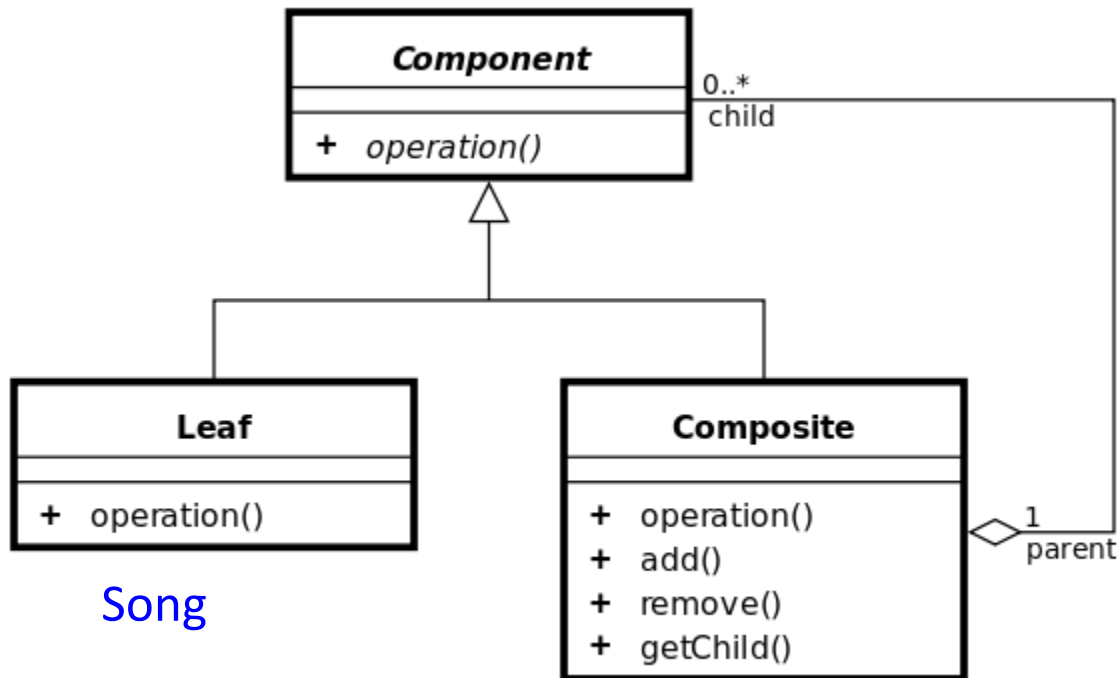 Component
+ operation()
0..*
child
Leaf
+ operation()
Song
Composite
+ operation()
+ add()
+ remove()
+ getChild()
1
parent